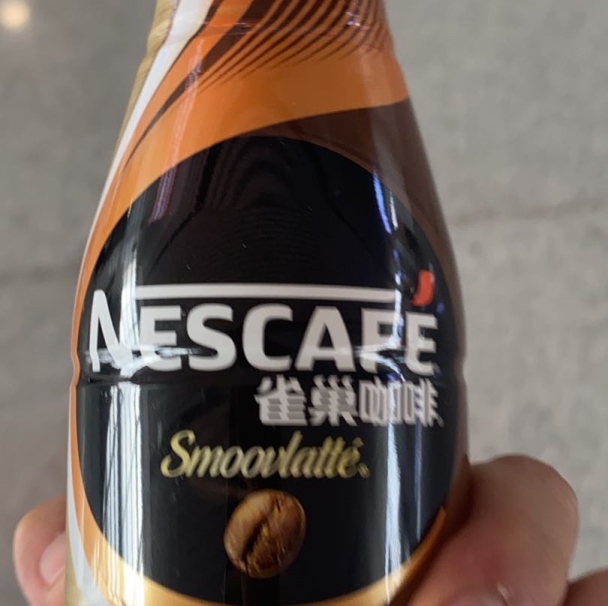 NESCAFÉ
雀巢咖啡
Smoovlatté